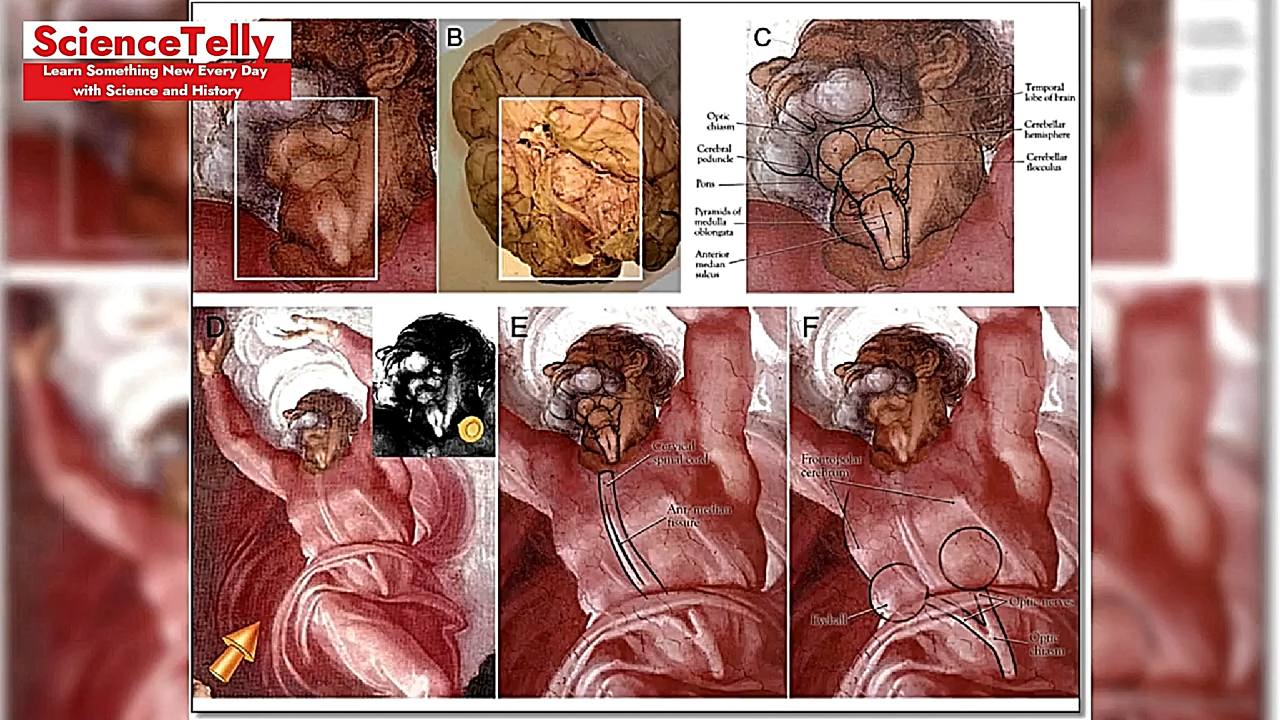 ScienceTelly
Learn Something New Every Day
with Science and History
B
C
Optic
chiasm
Cerebral
peduncle
Pons
Pyramids of
medulla
oblongata
Anterior
median
sulcus
Temporal
lobe of brain
Cerebellar
hemisphere
Cerebellar
flocculus
D
E
Cervical
spinal cord
Ant. median
fissure
F
Frontopolar
cerebrum
Eyeball
Optic nerves
Optic
chiasm